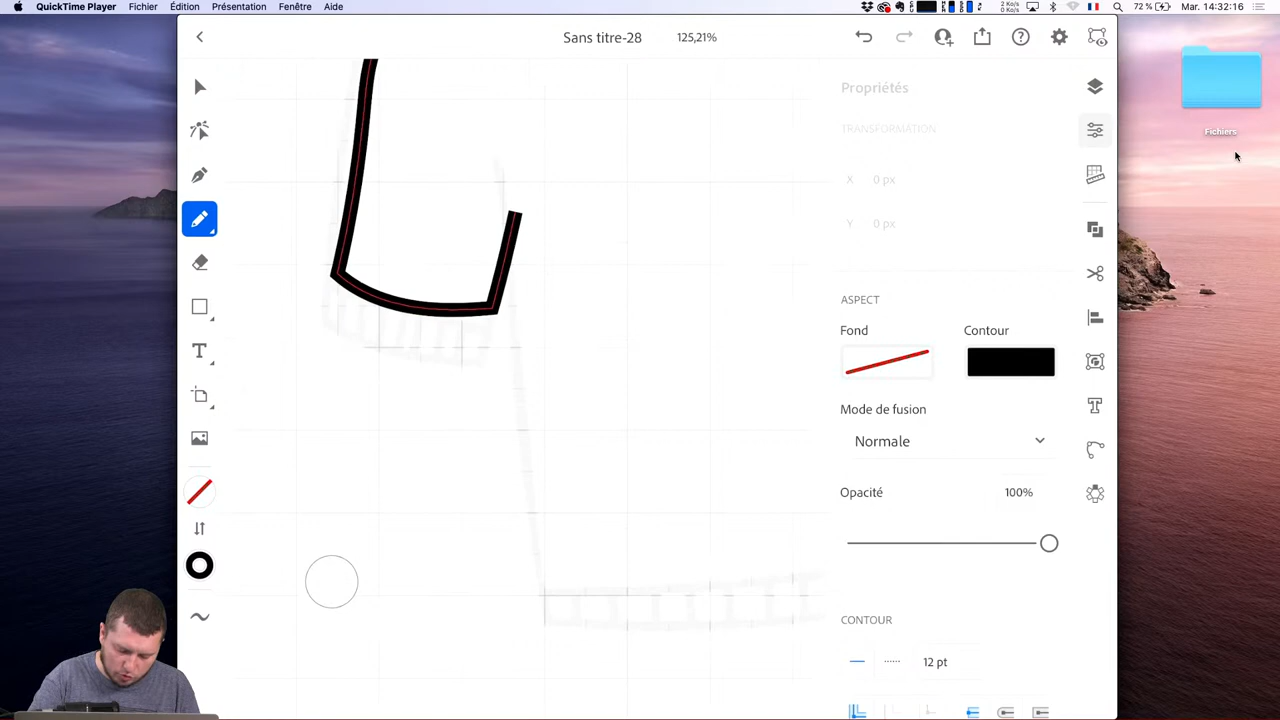 QuickTime Player Fichier Édition Présentation Fenêtre Aide
72 % Mar. 14:32:16
Sans titre-28 125,21%
Fichiers
Propriétés
TRANSFORMATION
X 0 px
Y 0 px
ASPECT
Fond Contour
Mode de fusion
Normale
Opacité 100%
CONTOUR
12 pt